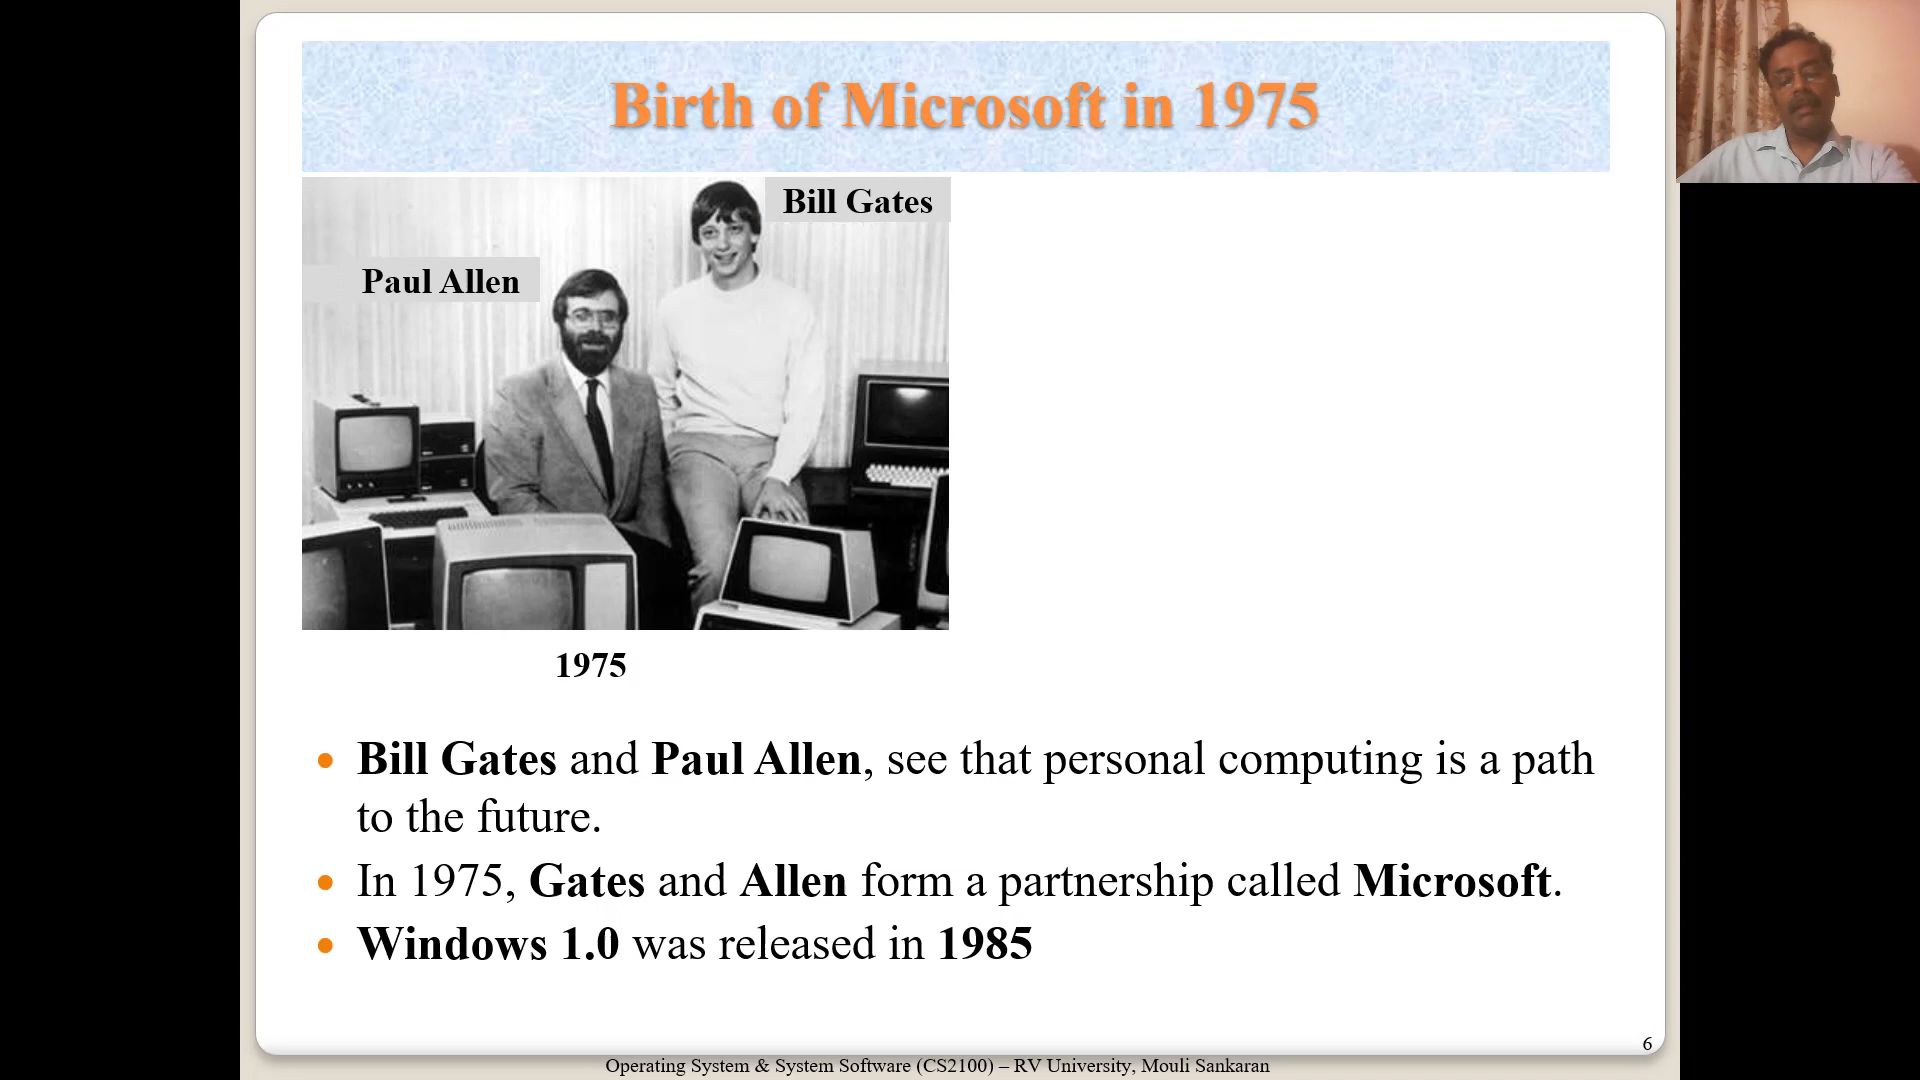 Birth of Microsoft in 1975
Bill Gates
Paul Allen
1975
Bill Gates and Paul Allen, see that personal computing is a path
to the future.
In 1975, Gates and Allen form a partnership called Microsoft.
Windows 1.0 was released in 1985
6
Operating System & System Software (CS2100) – RV University, Mouli Sankaran